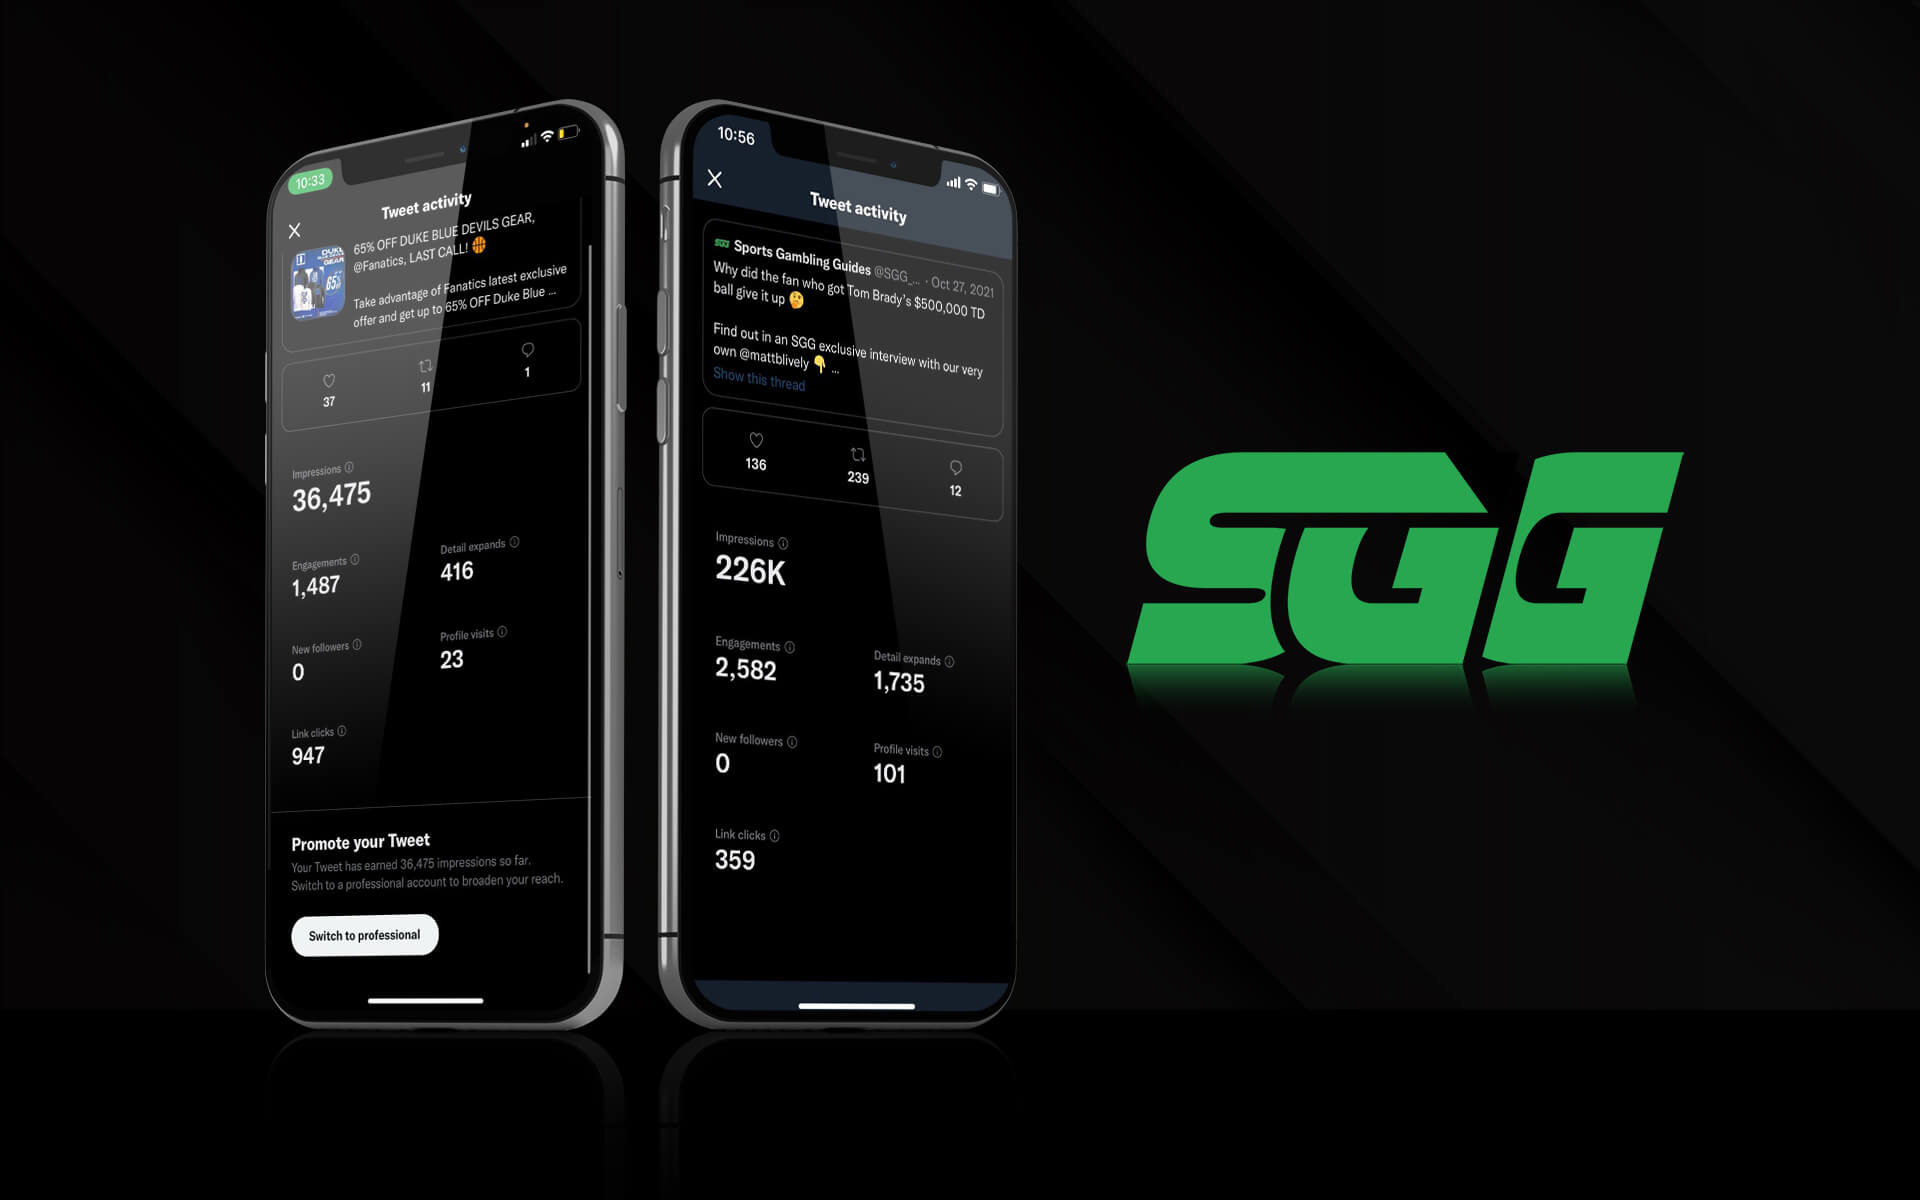 10:33
Tweet activity
65% OFF DUKE BLUE DEVILS GEAR,
@Fanatics, LAST CALL! 🏀
Take advantage of Fanatics latest exclusive
offer and get up to 65% OFF Duke Blue ...
DUKE
GEAR
65%
37
11
1
Impressions
36,475
Engagements
1,487
Detail expands
416
New followers
0
Profile visits
23
Link clicks
947
Promote your Tweet
Your Tweet has earned 36,475 impressions so far.
Switch to a professional account to broaden your reach.
Switch to professional
10:56
Tweet activity
SGG Sports Gambling Guides @SGG_... · Oct 27, 2021
Why did the fan who got Tom Brady's $500,000 TD
ball give it up 🤔
Find out in an SGG exclusive interview with our very
own @mattblively 👇 ...
Show this thread
136
239
12
Impressions
226K
Engagements
2,582
Detail expands
1,735
New followers
0
Profile visits
101
Link clicks
359
SGG